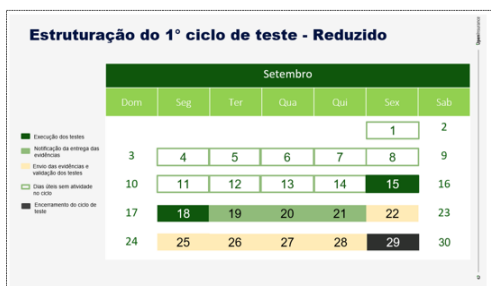 Estruturação do 1° ciclo de teste - Reduzido
Setembro
Dom Seg Ter Qua Qui Sex Sab
1 2
3 4 5 6 7 8 9
10 11 12 13 14 15 16
17 18 19 20 21 22 23
24 25 26 27 28 29 30
Execução dos testes
Notificação da entrega das
evidências
Envio das evidências e
validação dos testes
Dias úteis sem atividade
no ciclo
Encerramento do ciclo de
teste